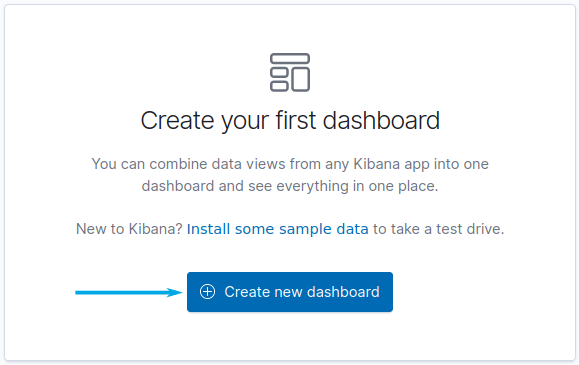 Create your first dashboard
You can combine data views from any Kibana app into one
dashboard and see everything in one place.
New to Kibana? Install some sample data to take a test drive.
Create new dashboard